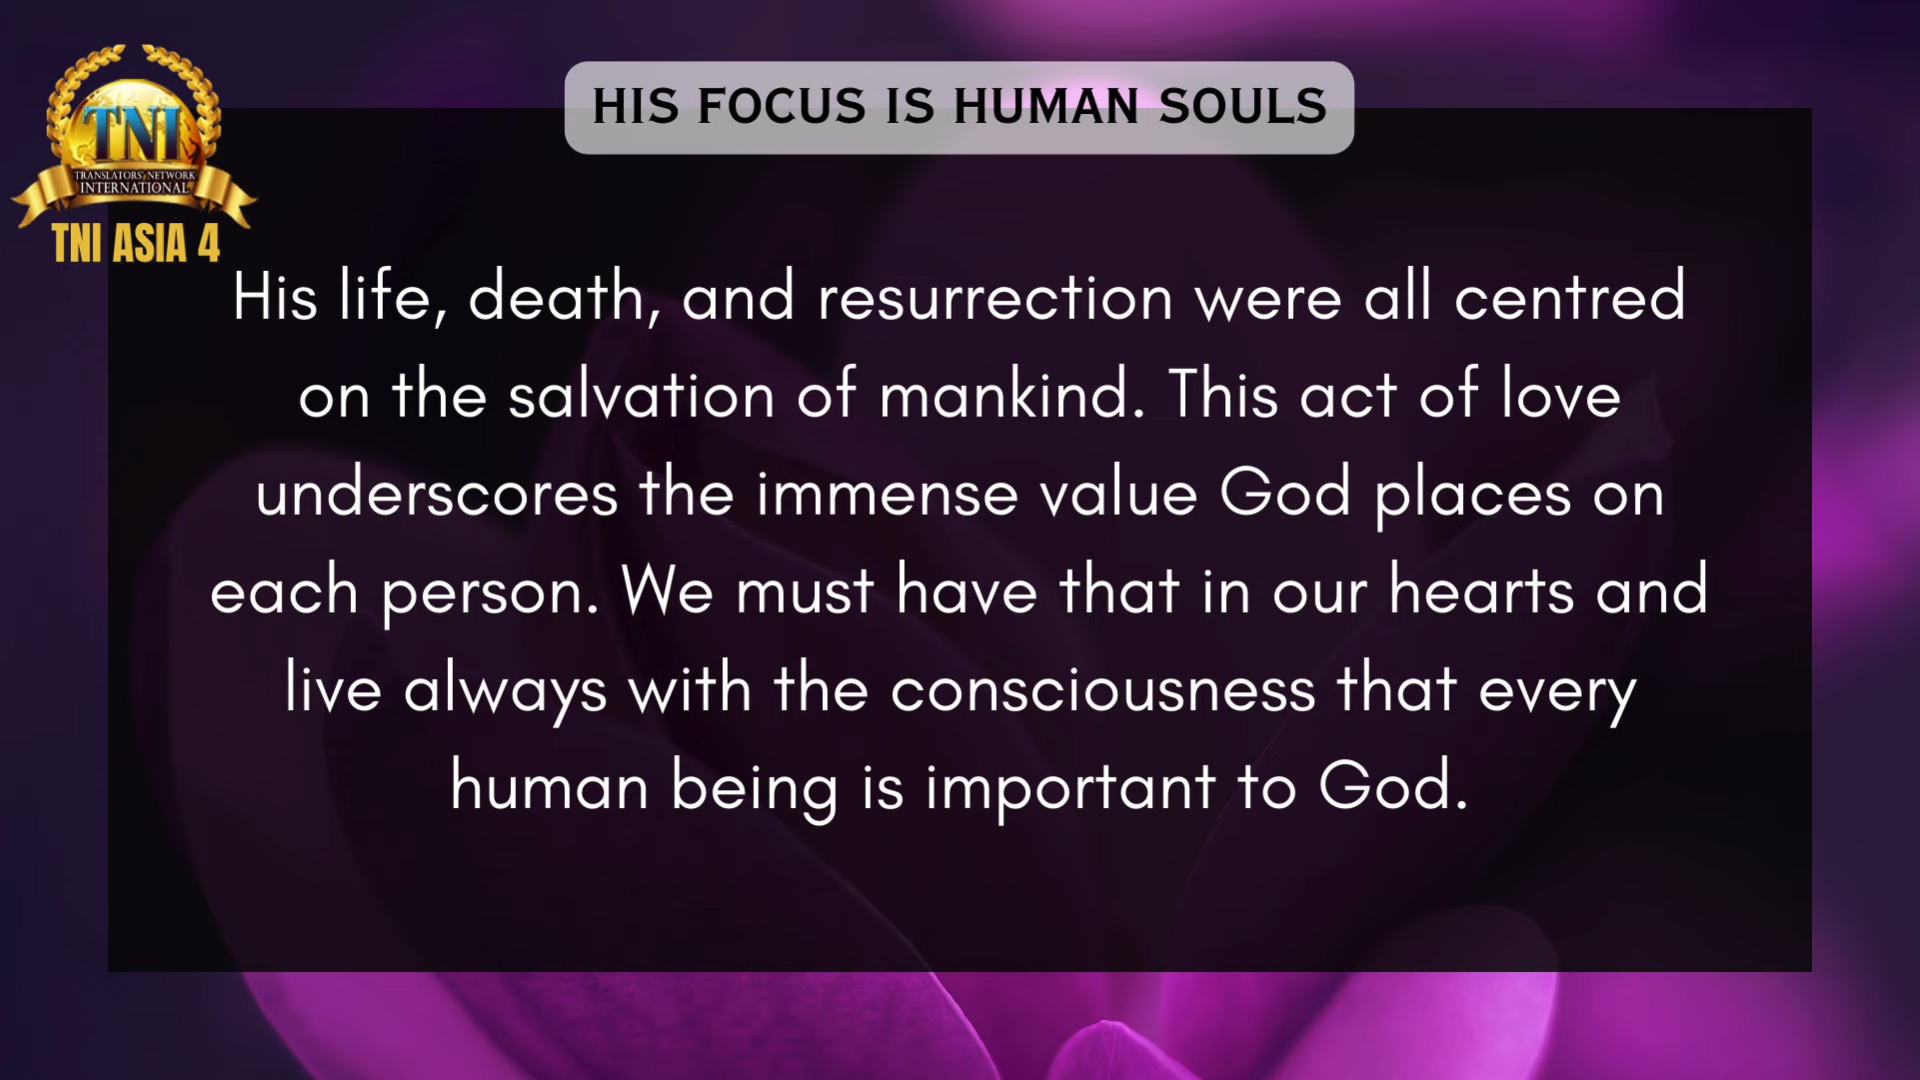 TNI
TRANSLATORS' NETWORK
INTERNATIONAL
TNI ASIA 4
HIS FOCUS IS HUMAN SOULS
His life, death, and resurrection were all centred
on the salvation of mankind. This act of love
underscores the immense value God places on
each person. We must have that in our hearts and
live always with the consciousness that every
human being is important to God.